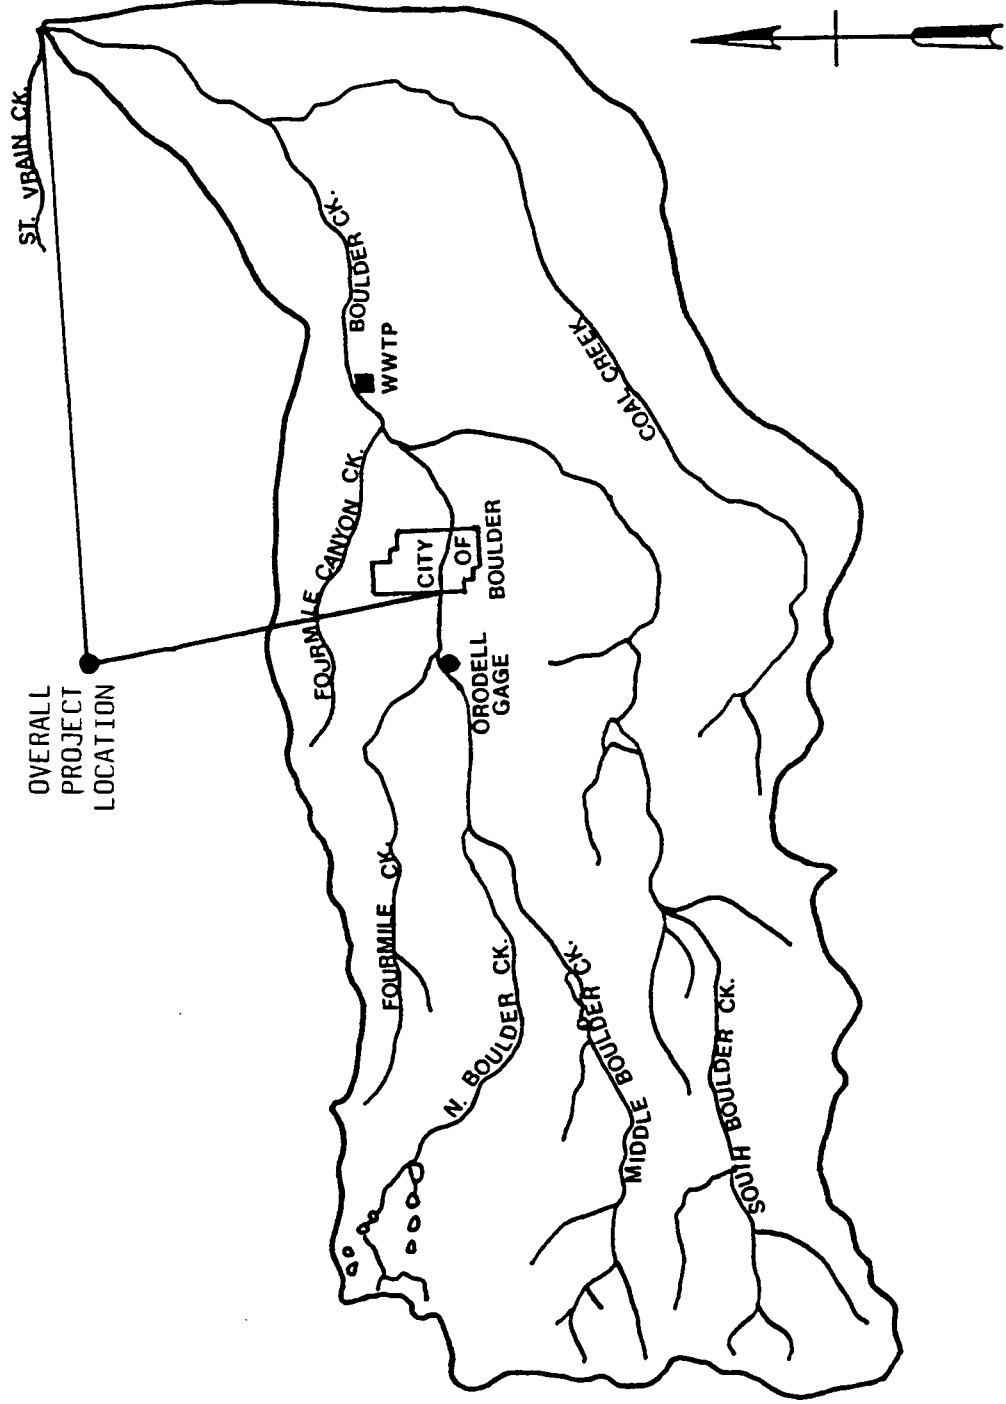 ST. VRAIN CK.
BOULDER CK.
WWTP
COAL CREEK
FOURMILE CANYON CK.
CITY
OF
BOULDER
OVERALL
PROJECT
LOCATION
ORODELL
GAGE
FOURMILE CK.
N. BOULDER CK.
MIDDLE BOULDER CK.
SOUTH BOULDER CK.